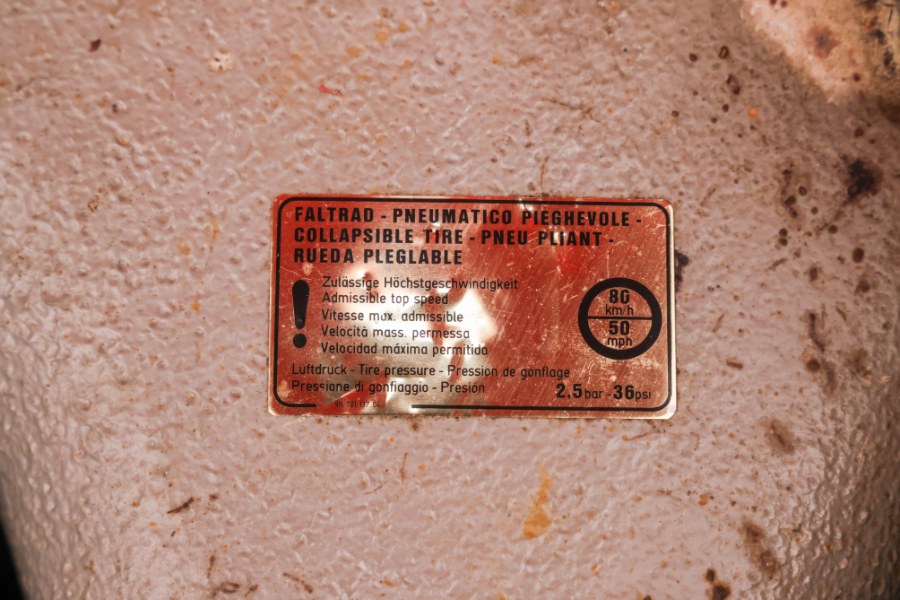 FALTRAD - PNEUMATICO PIEGHEVOLE -
COLLAPSIBLE TIRE - PNEU PLIANT -
RUEDA PLEGLABLE
! Zulässige Höchstgeschwindigkeit
Admissible top speed
Vitesse max. admissible
Velocità mass. permessa
Velocidad máxima permitida
80
km/h
50
mph
Luftdruck - Tire pressure - Pression de gonflage
Pressione di gonfiaggio - Presión
2.5 bar - 36 psi